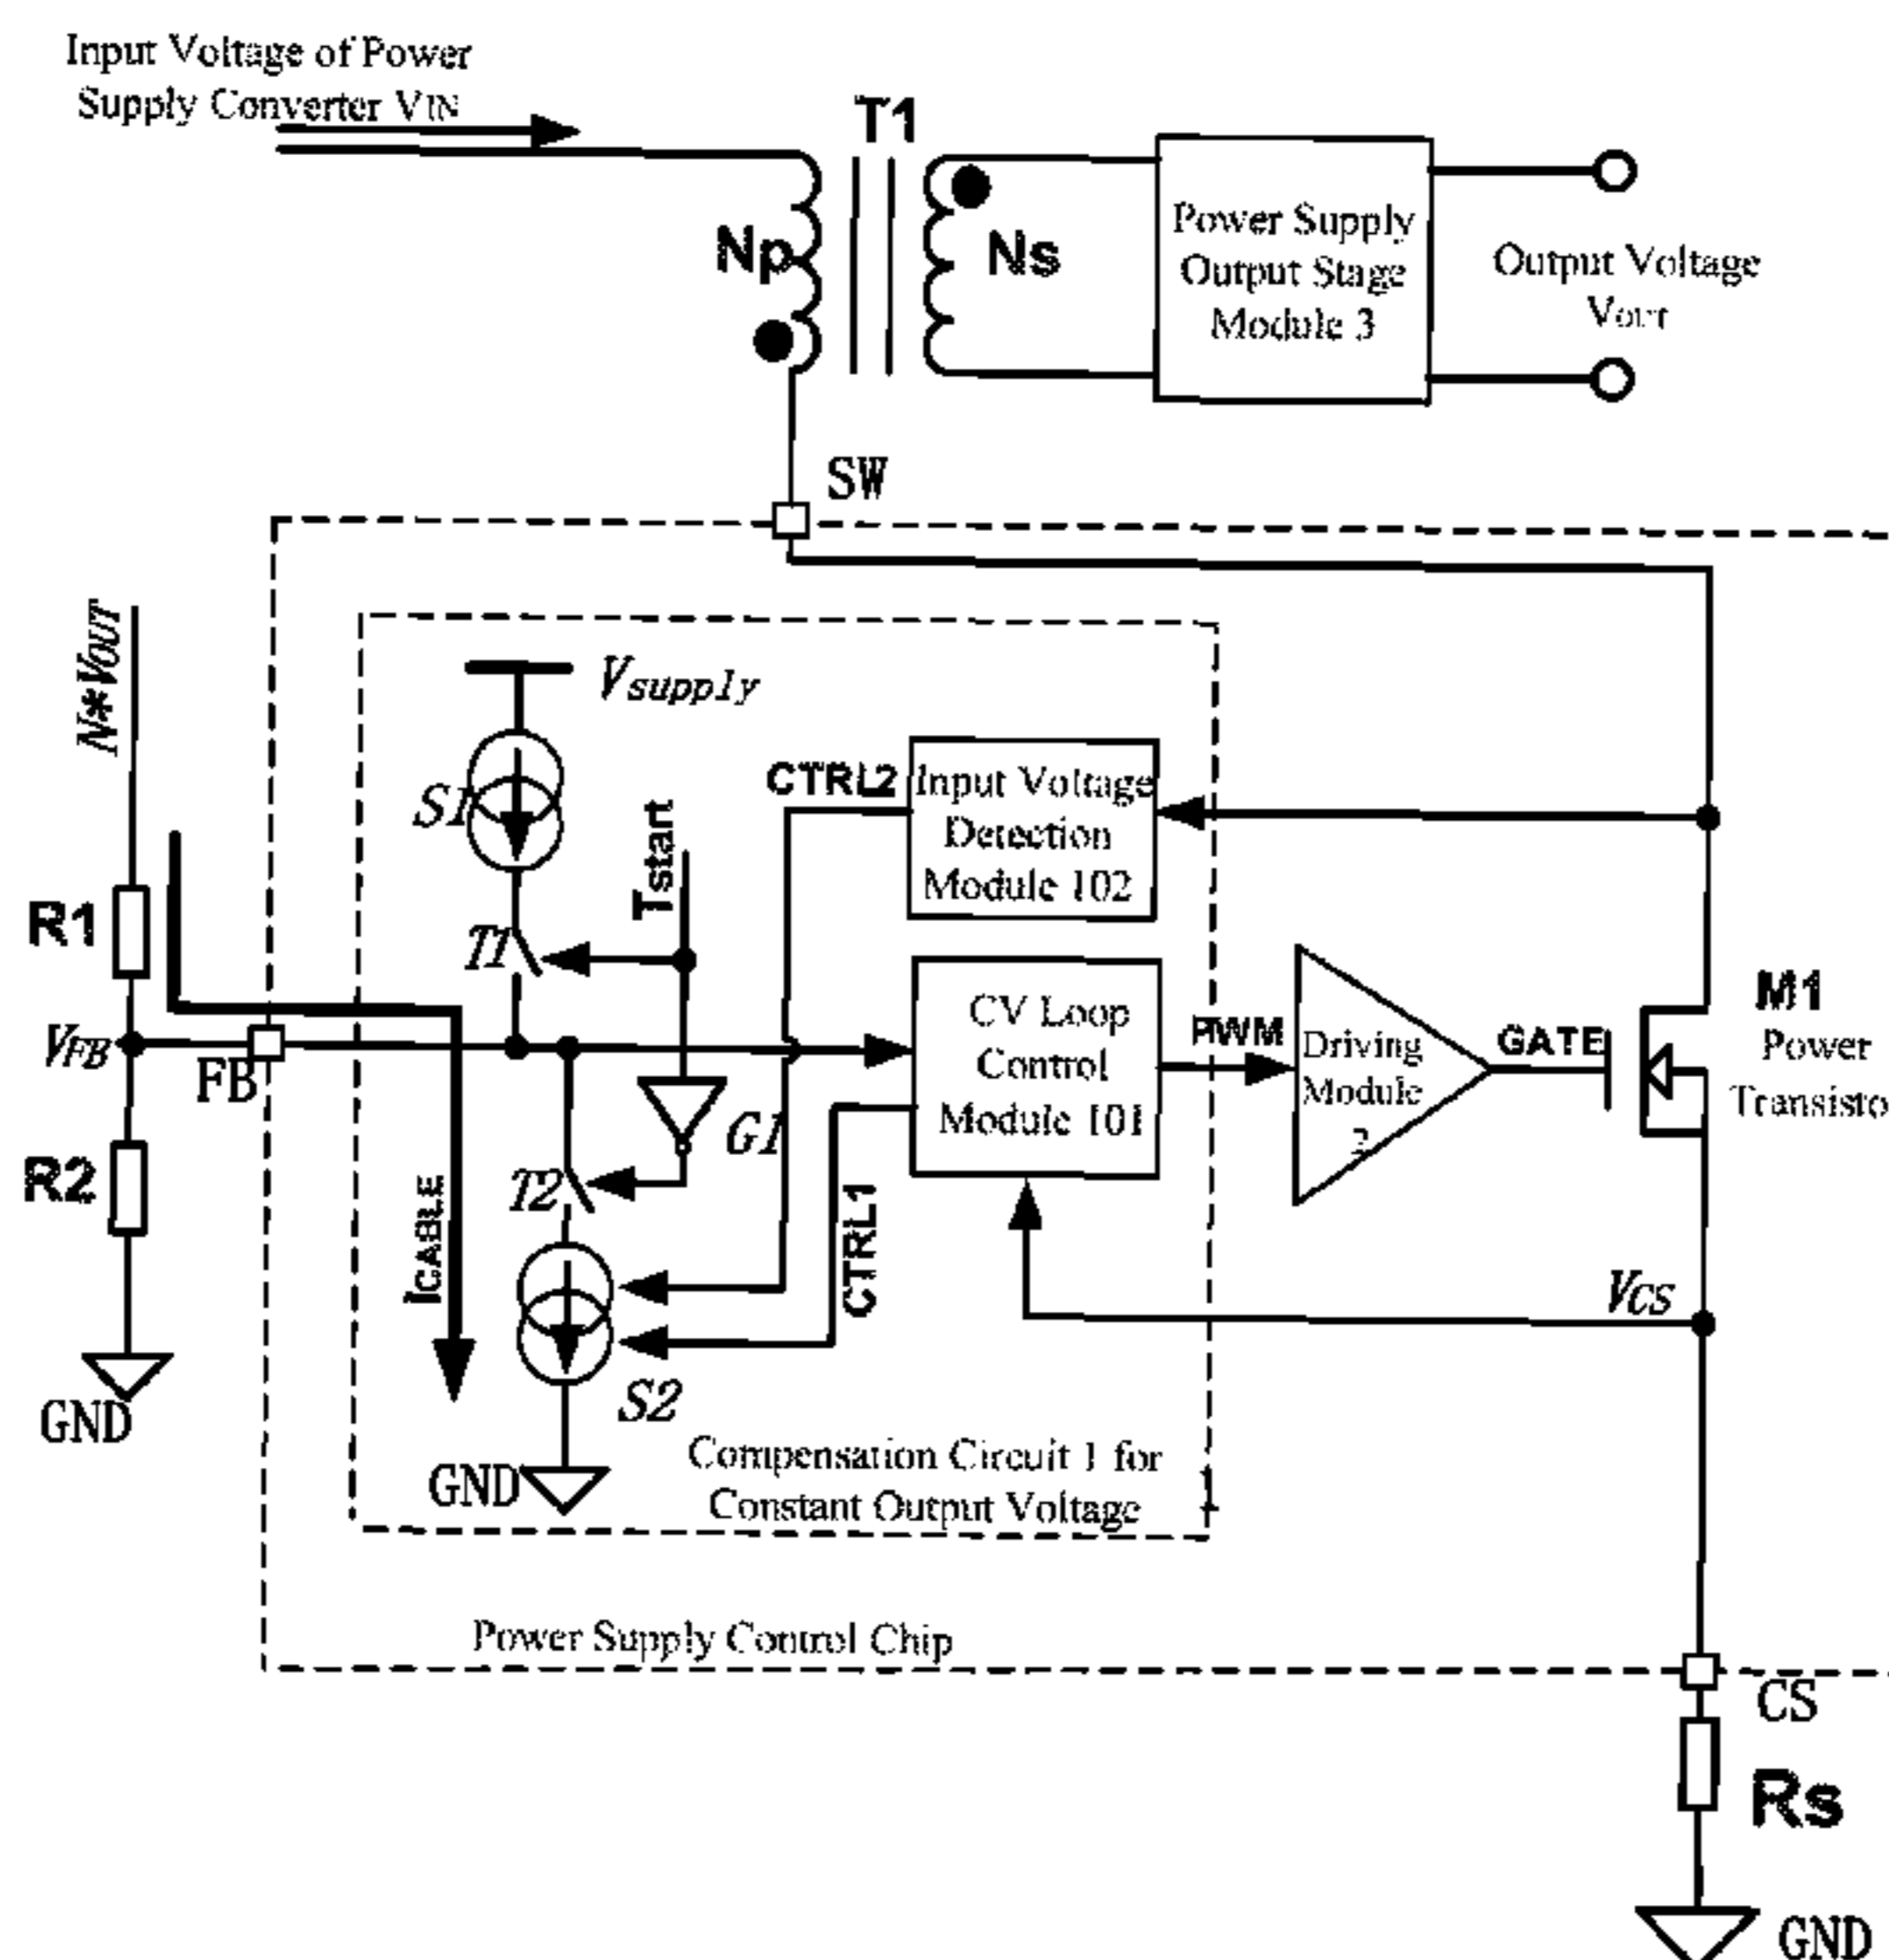 Input Voltage of Power
Supply Converter VIN
T1
Np
Ns
Power Supply
Output Stage
Module 3
Output Voltage
VOUT
SW
N*VOUT
Vsupply
S1
CTRL2
Input Voltage
Detection
Module 102
Tstart
R1
T1
CV Loop
Control
Module 101
PWM
Driving
Module
2
GATE
M1
Power
Transisto
VFB
FB
G1
R2
T2
ICABLE
CTRL1
VCS
S2
GND
GND
Compensation Circuit 1 for
Constant Output Voltage
1
Power Supply Control Chip
CS
Rs
GND